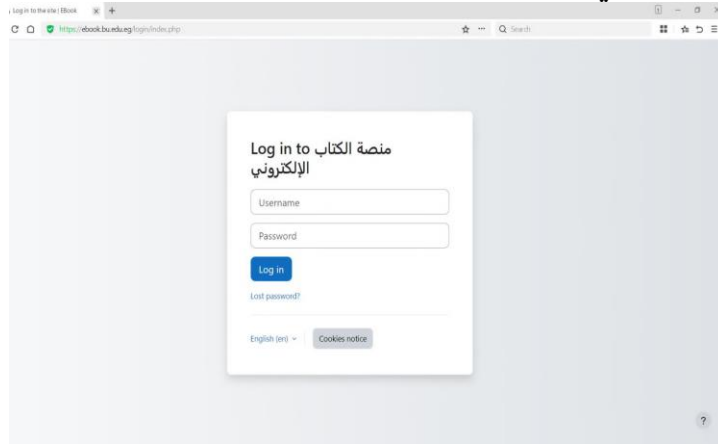 Log in to the site | EBook
https://ebook.bu.edu.eg/login/index.php
Search
Log in to منصة الكتاب
الإلكتروني
Username
Password
Log in
Lost password?
English (en)
Cookies notice
?